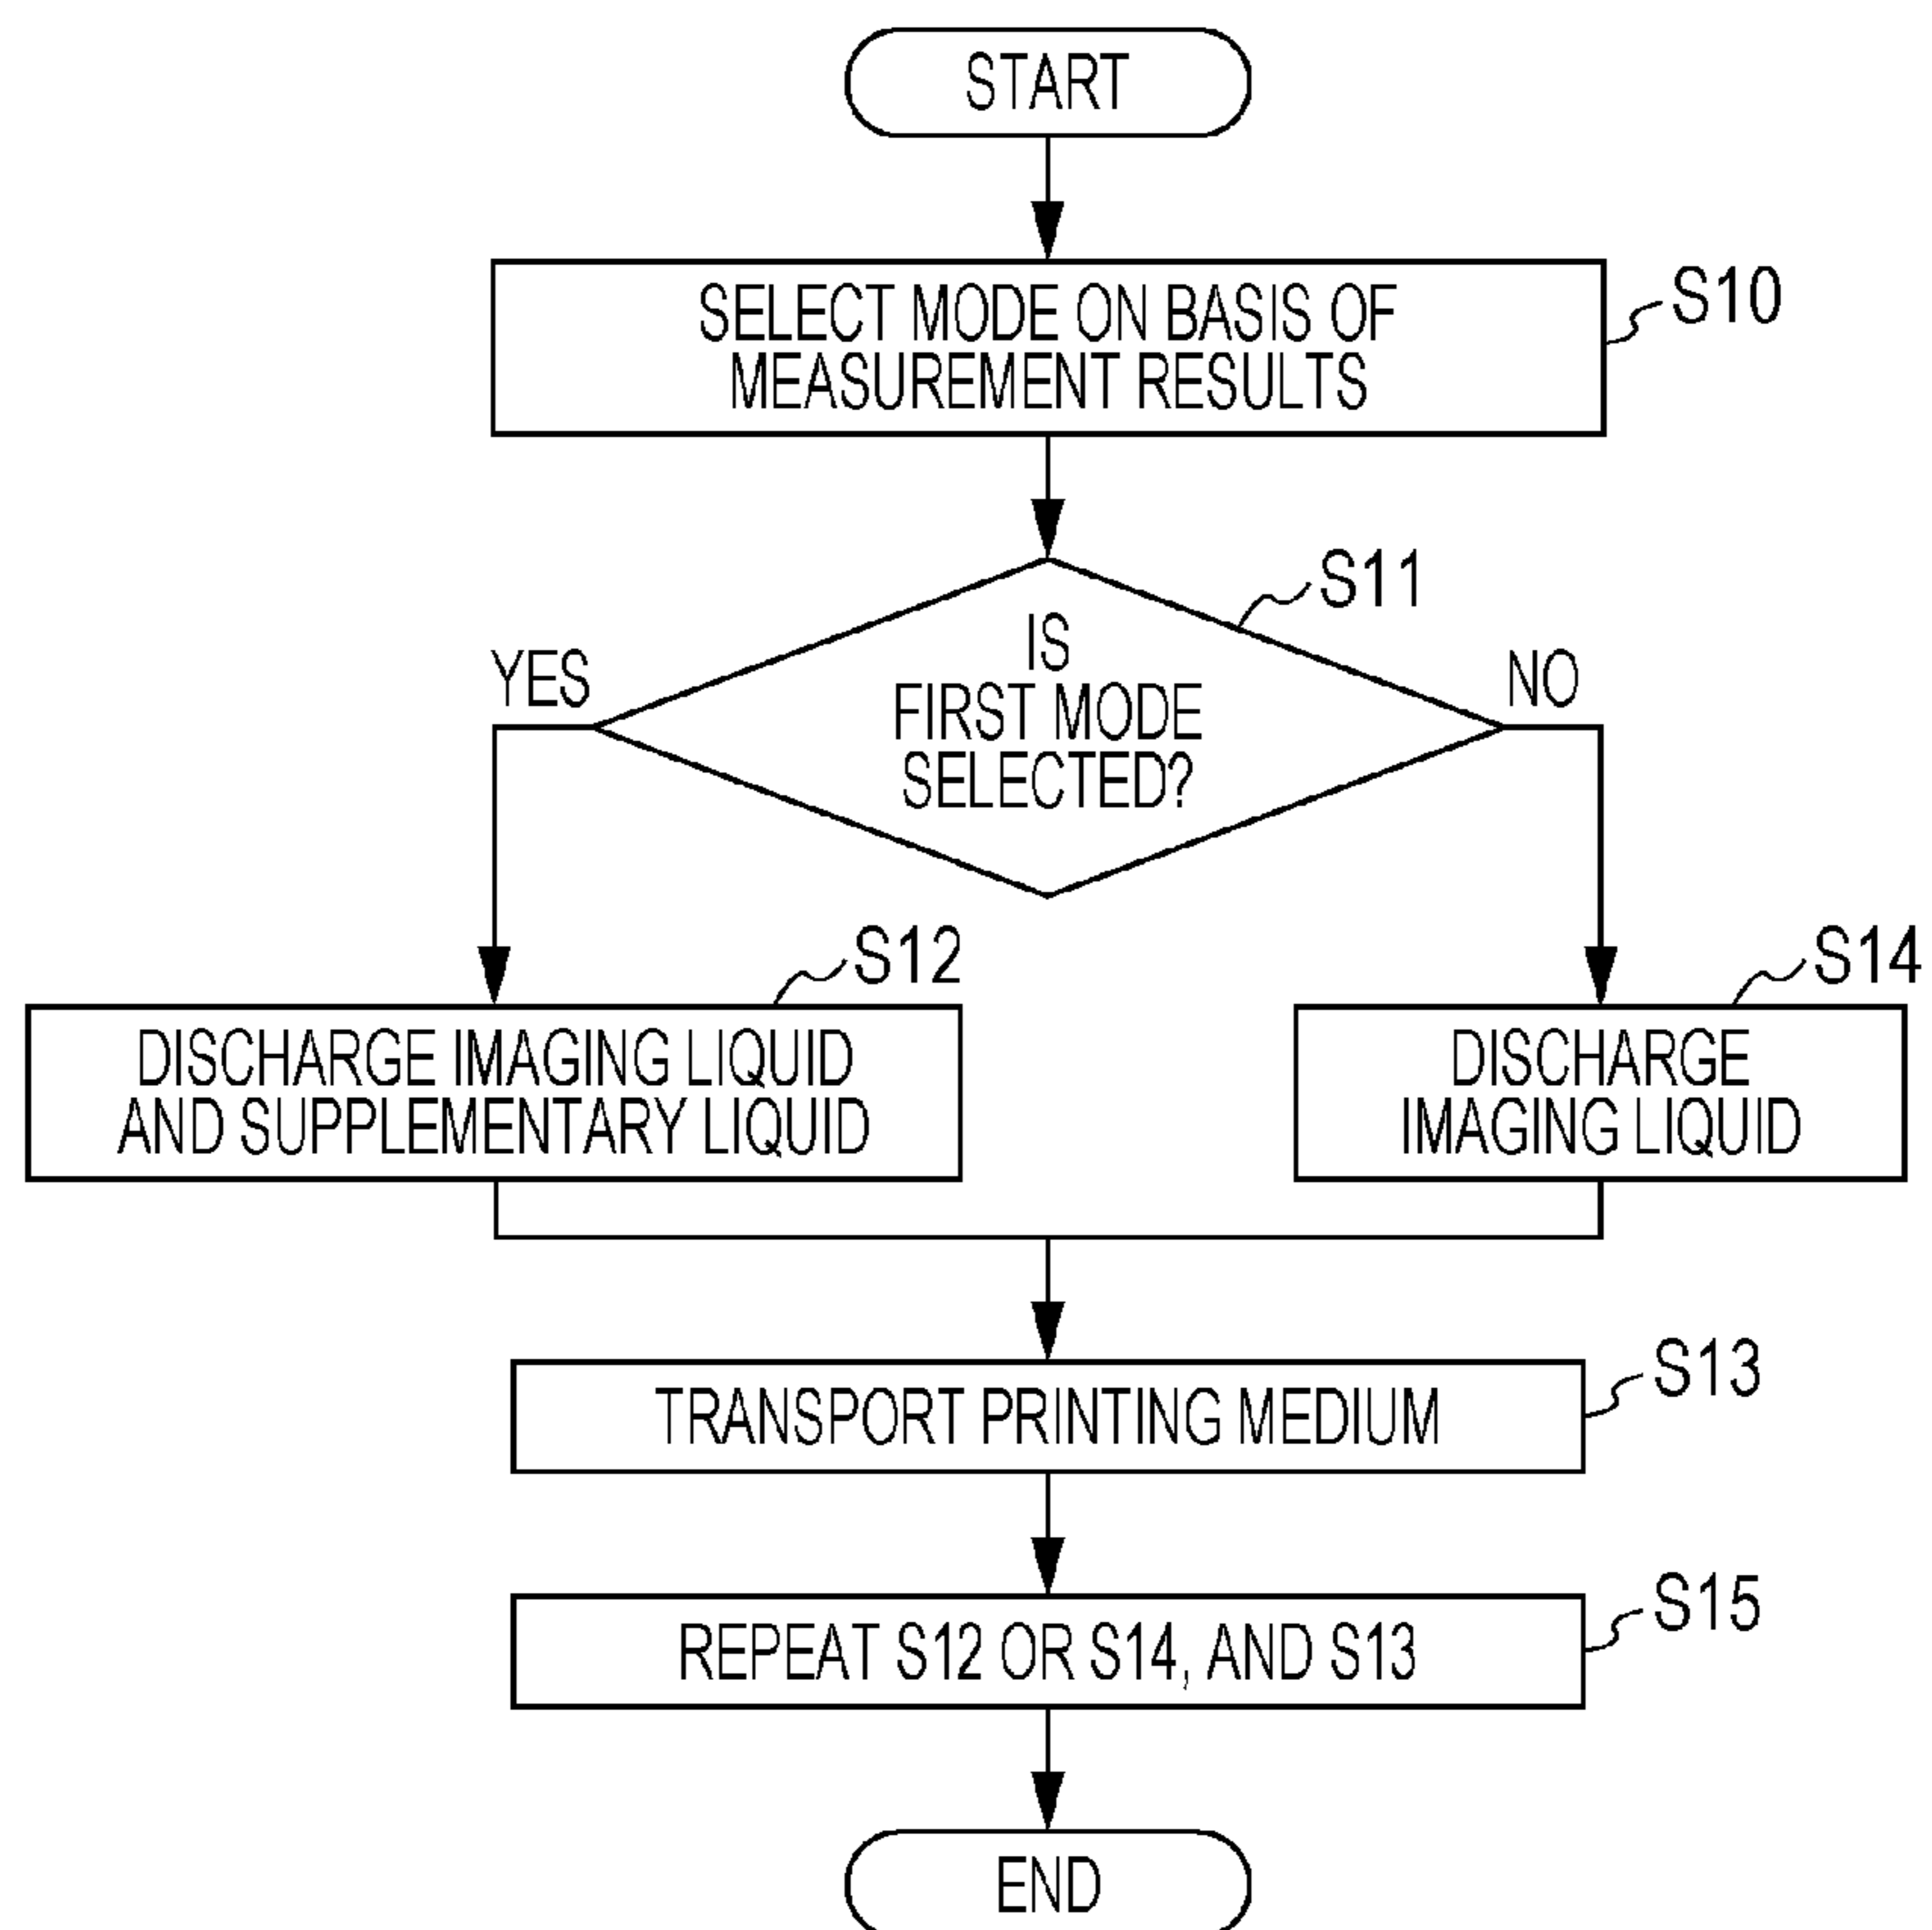 START
SELECT MODE ON BASIS OF
MEASUREMENT RESULTS
S10
S11
IS
FIRST MODE
SELECTED?
YES
NO
S12
DISCHARGE IMAGING LIQUID
AND SUPPLEMENTARY LIQUID
S14
DISCHARGE
IMAGING LIQUID
TRANSPORT PRINTING MEDIUM
S13
REPEAT S12 OR S14, AND S13
S15
END